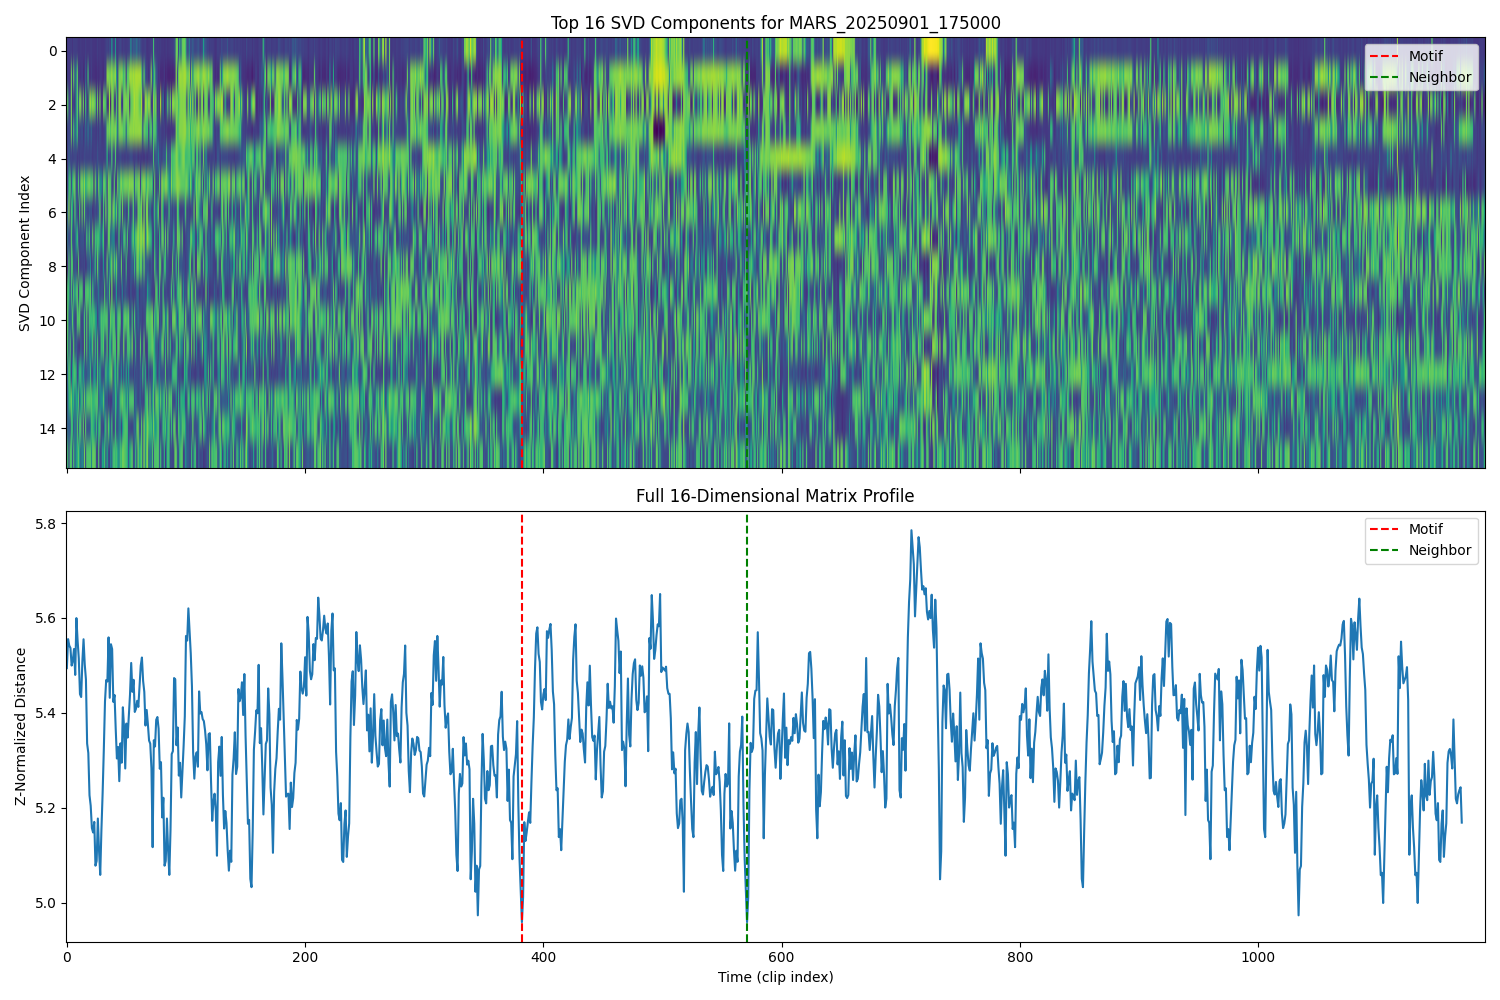 Top 16 SVD Components for MARS_20250901_175000
Motif
Neighbor
SVD Component Index
0
2
4
6
8
10
12
14
Full 16-Dimensional Matrix Profile
Motif
Neighbor
Z-Normalized Distance
5.8
5.6
5.4
5.2
5.0
0 200 400 600 800 1000
Time (clip index)